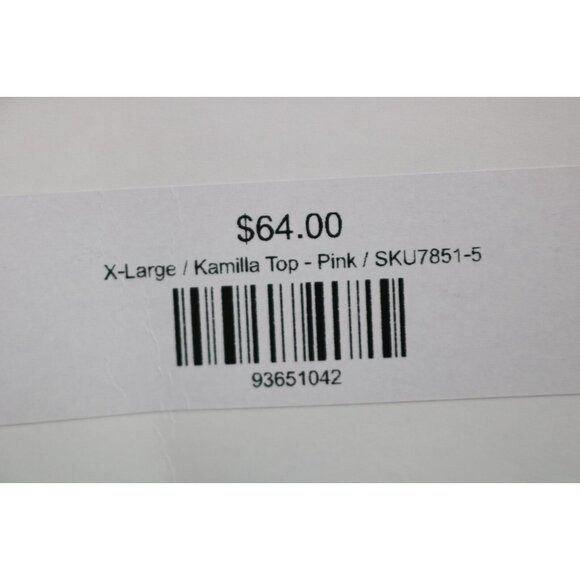 $64.00
X-Large / Kamilla Top - Pink / SKU7851-5
93651042